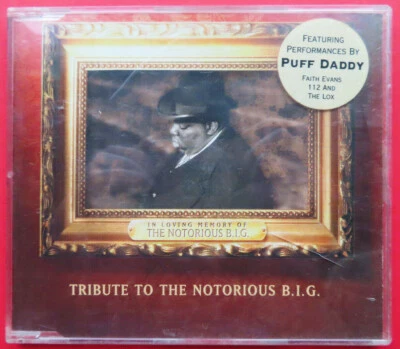 FEATURING
PERFORMANCES BY
PUFF DADDY
FAITH EVANS
112 AND
THE LOX
IN LOVING MEMORY OF
THE NOTORIOUS B.I.G.
TRIBUTE TO THE NOTORIOUS B.I.G.